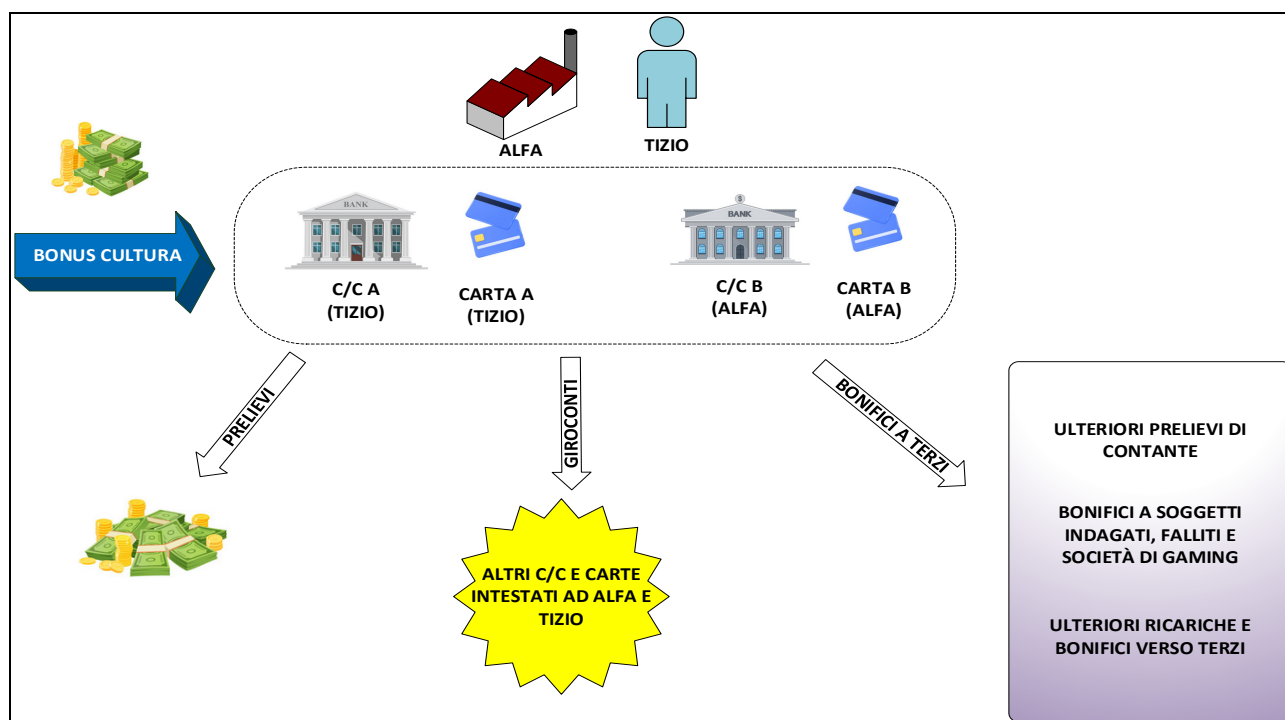 ALFA
TIZIO
BONUS CULTURA
BANK
$
BANK
C/C A
(TIZIO)
CARTA A
(TIZIO)
C/C B
(ALFA)
CARTA B
(ALFA)
PRELIEVI
GIROCONTI
BONIFICI A TERZI
ALTRI C/C E CARTE
INTESTATI AD ALFA E
TIZIO
ULTERIORI PRELIEVI DI
CONTANTE
BONIFICI A SOGGETTI
INDAGATI, FALLITI E
SOCIETÀ DI GAMING
ULTERIORI RICARICHE E
BONIFICI VERSO TERZI